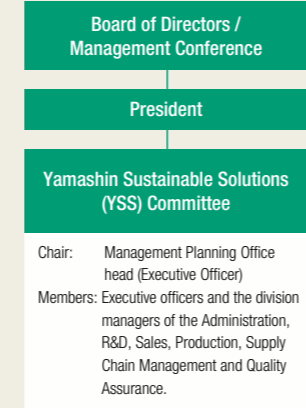 Board of Directors /
Management Conference
President
Yamashin Sustainable Solutions
(YSS) Committee
Chair: Management Planning Office
head (Executive Officer)
Members: Executive officers and the division
managers of the Administration,
R&D, Sales, Production, Supply
Chain Management and Quality
Assurance.